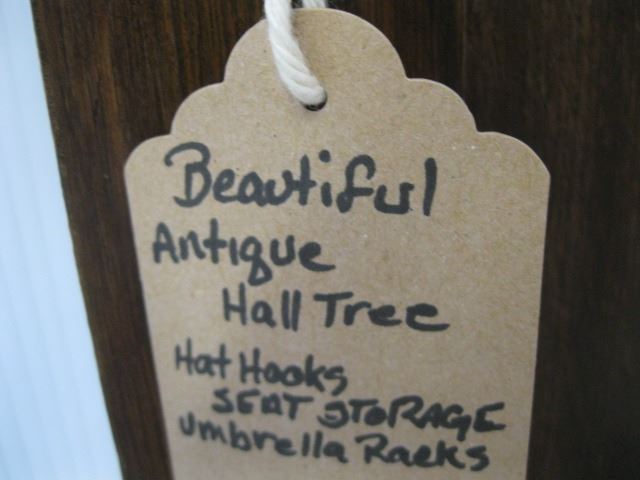 Beautiful
Antique
Hall Tree
Hat Hooks
SEAT STORAGE
Umbrella Racks